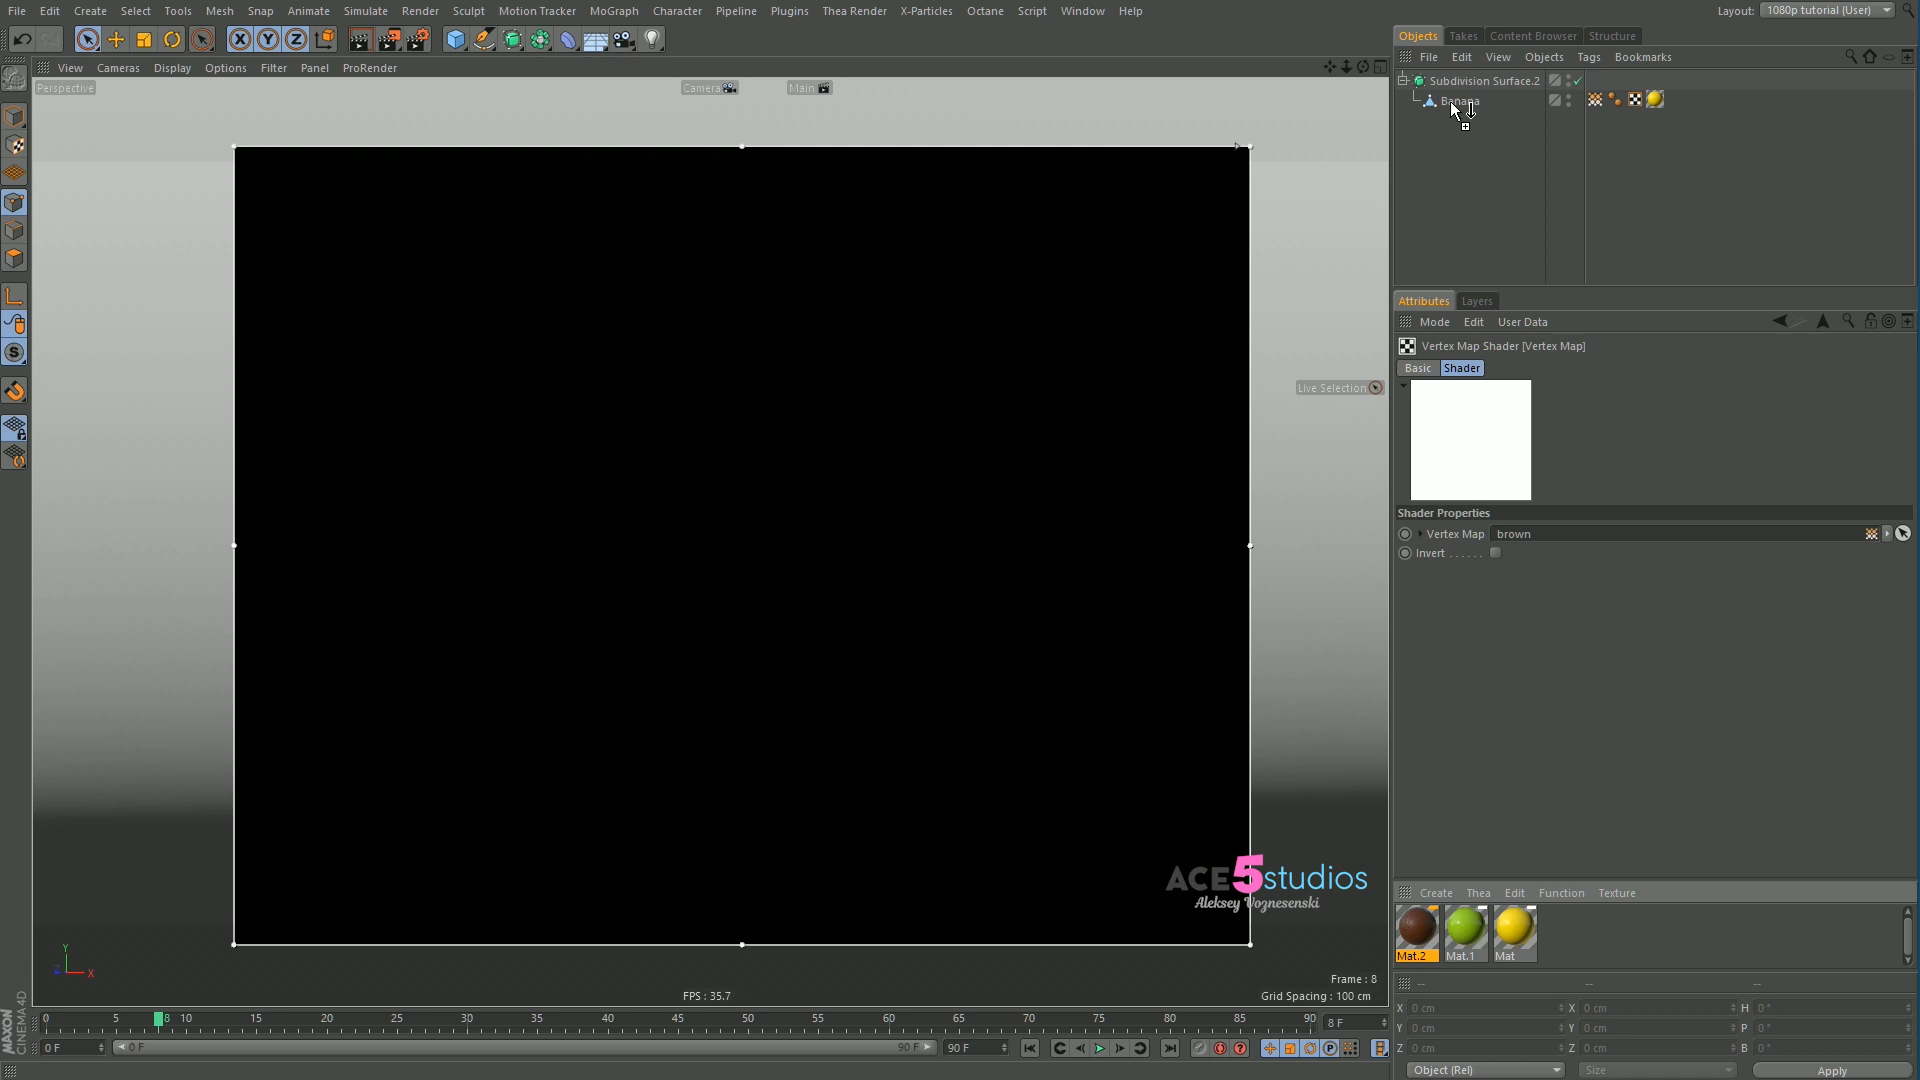 File Edit Create Select Tools Mesh Snap Animate Simulate Render Sculpt Motion Tracker MoGraph Character Pipeline Plugins Thea Render X-Particles Octane Script Window Help
Layout: 1080p tutorial (User)
Objects Takes Content Browser Structure
File Edit View Objects Tags Bookmarks
View Cameras Display Options Filter Panel ProRender
Subdivision Surface.2
Perspective
Camera
Main
Banana
Attributes Layers
Mode Edit User Data
Vertex Map Shader [Vertex Map]
Basic Shader
Live Selection
Shader Properties
Vertex Map brown
Invert . . . . . .
ACE5studios
Aleksey Voznesenski
Create Thea Edit Function Texture
Mat.2 Mat.1 Mat
Y
Z X
Frame : 8
FPS : 35.7
Grid Spacing : 100 cm
-- -- --
X 0 cm X 0 cm H 0°
Y 0 cm Y 0 cm P 0°
Z 0 cm Z 0 cm B 0°
0 5 8 10 15 20 25 30 35 40 45 50 55 60 65 70 75 80 85 90
8 F
0 F 0 F 90 F 90 F
Object (Rel) Size Apply
MAXON
CINEMA 4D